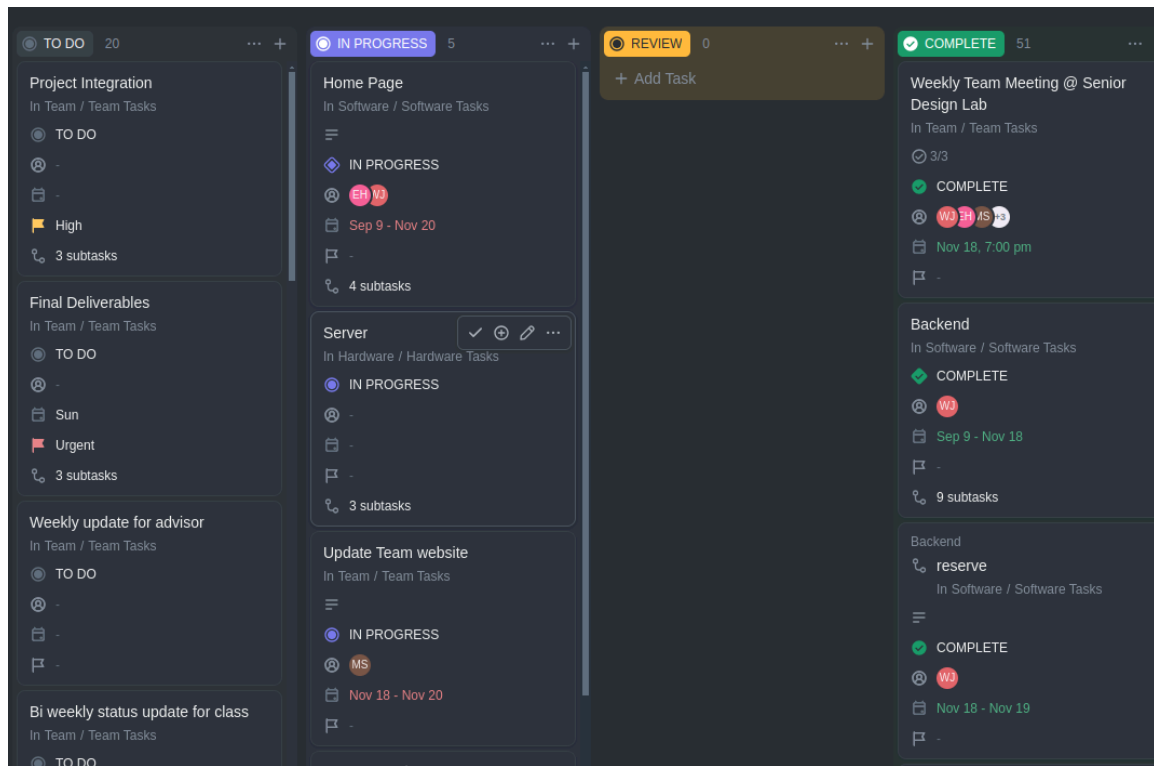 TO DO 20
Project Integration
In Team / Team Tasks
TO DO
-
-
High
3 subtasks
Final Deliverables
In Team / Team Tasks
TO DO
-
Sun
Urgent
3 subtasks
Weekly update for advisor
In Team / Team Tasks
TO DO
-
-
-
Bi weekly status update for class
In Team / Team Tasks
TO DO
IN PROGRESS 5
Home Page
In Software / Software Tasks
IN PROGRESS
EH WJ
Sep 9 - Nov 20
-
4 subtasks
Server
In Hardware / Hardware Tasks
IN PROGRESS
-
-
-
3 subtasks
Update Team website
In Team / Team Tasks
IN PROGRESS
MS
Nov 18 - Nov 20
-
REVIEW 0
+ Add Task
COMPLETE 51
Weekly Team Meeting @ Senior
Design Lab
In Team / Team Tasks
3/3
COMPLETE
WJ EH MS +3
Nov 18, 7:00 pm
-
Backend
In Software / Software Tasks
COMPLETE
WJ
Sep 9 - Nov 18
-
9 subtasks
Backend
reserve
In Software / Software Tasks
COMPLETE
WJ
Nov 18 - Nov 19
-